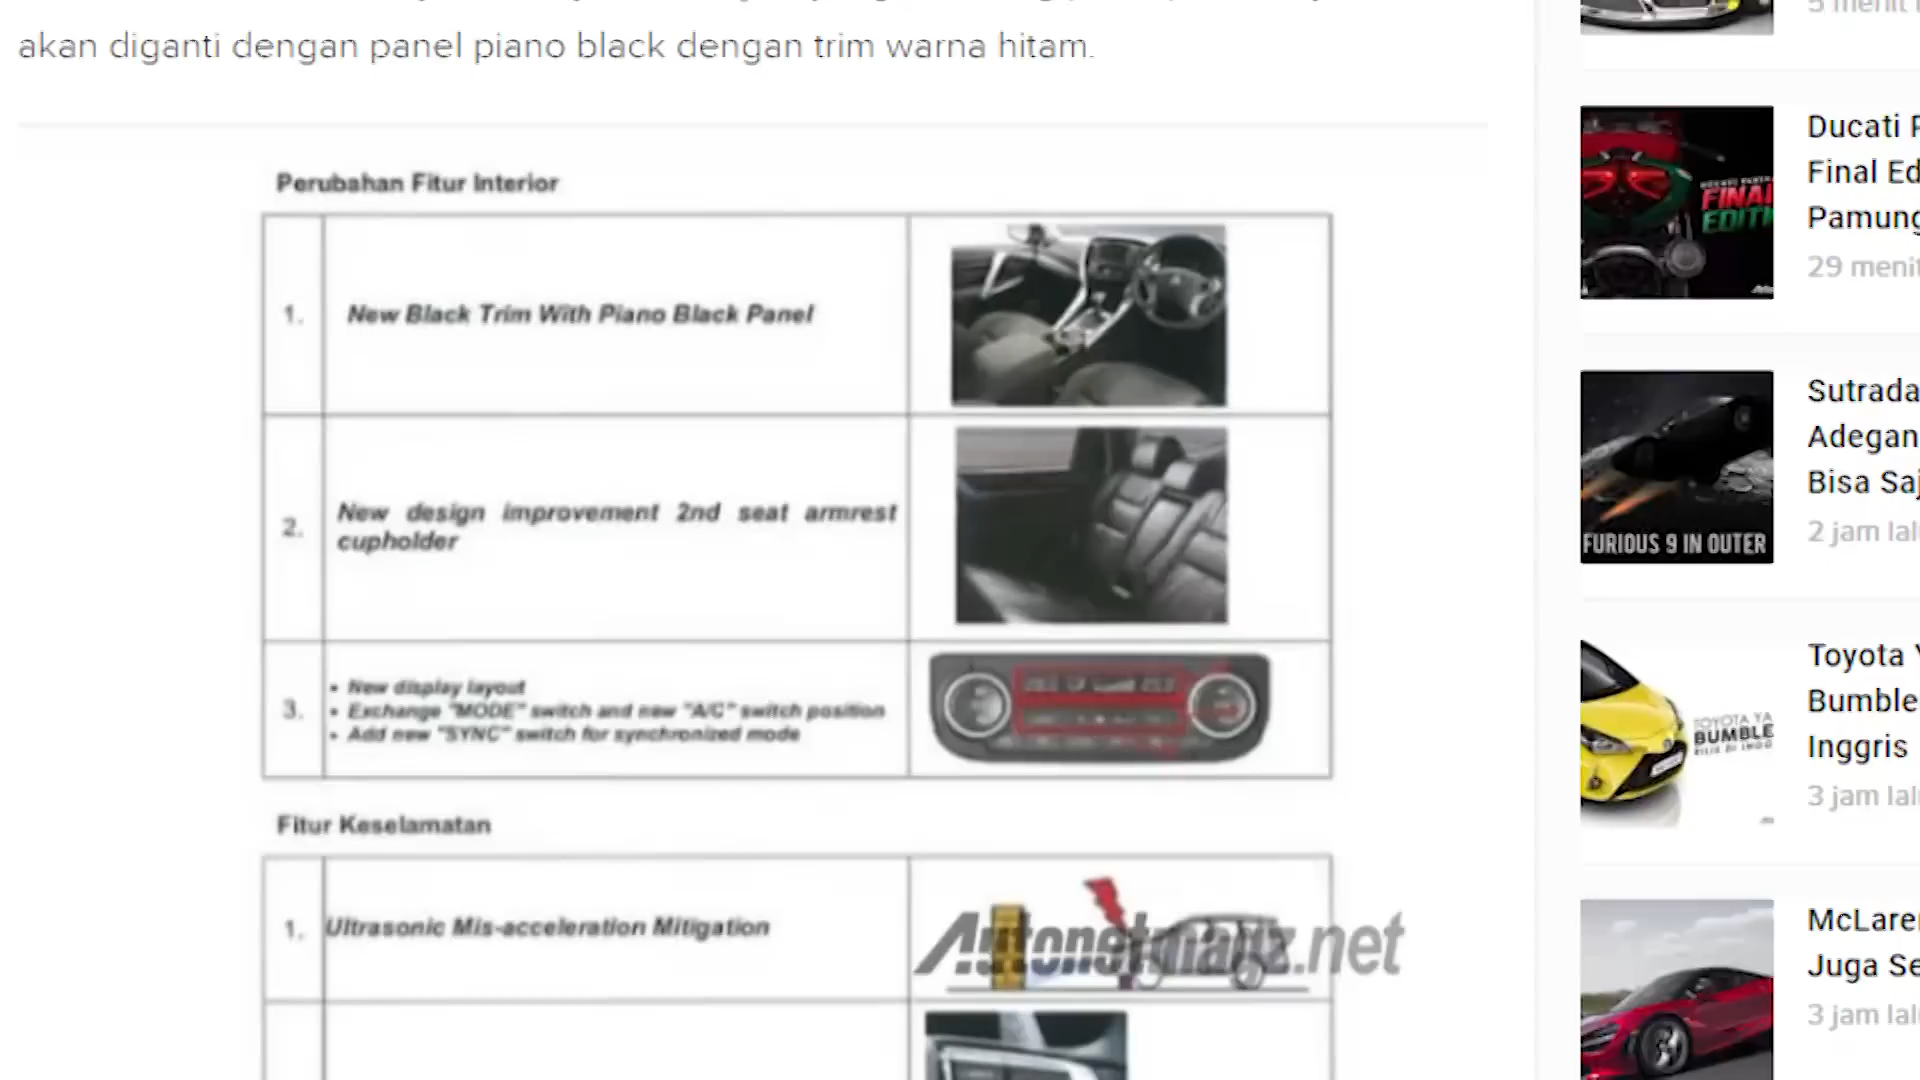 akan diganti dengan panel piano black dengan trim warna hitam.
Perubahan Fitur Interior
1. New Black Trim With Piano Black Panel
2. New design improvement 2nd seat armrest
cupholder
3.
• New display layout
• Exchange "MODE" switch and new "A/C" switch position
• Add new "SYNC" switch for synchronized mode
Fitur Keselamatan
1. Ultrasonic Mis-acceleration Mitigation
Autonetmagz.net
5 menit
Ducati
Final Ed
Pamung
29 menit
FINAL
EDITI
Sutrada
Adegan
Bisa Saj
2 jam lal
FURIOUS 9 IN OUTER
Toyota Y
Bumble
Inggris
3 jam lal
TOYOTA YA
BUMBLE
McLare
Juga Se
3 jam lal